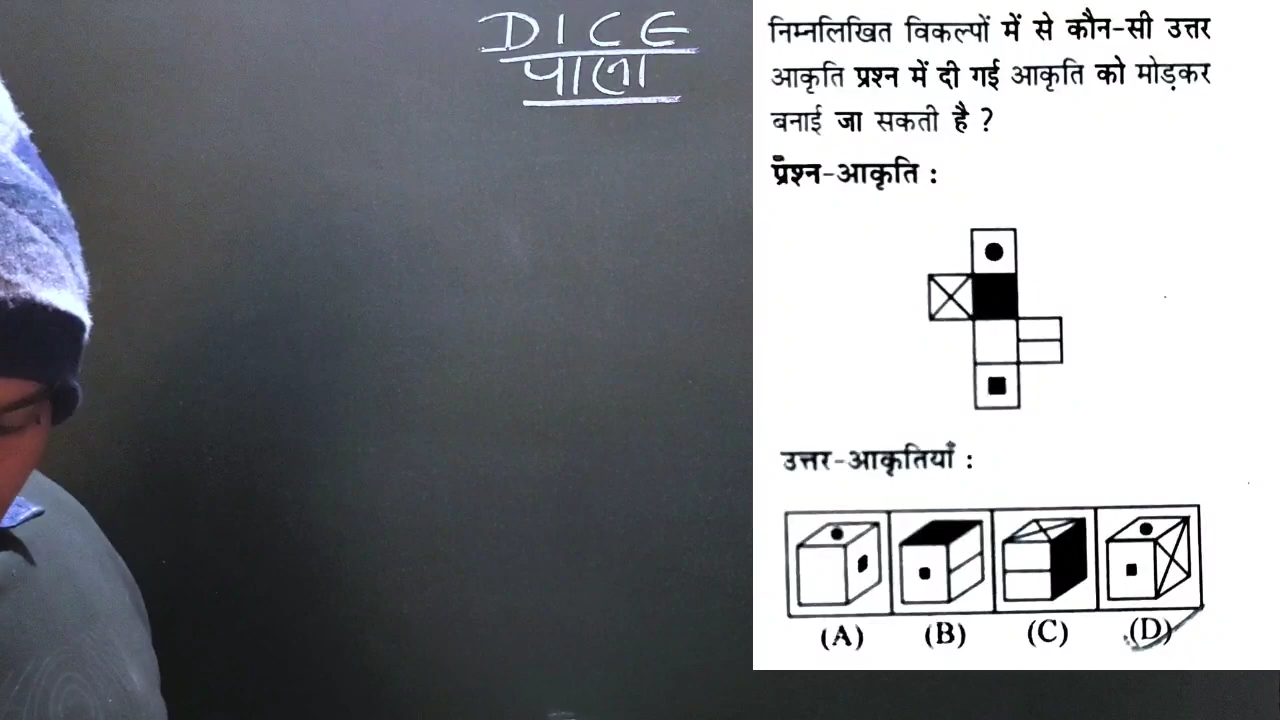 DICE
पासा
निम्नलिखित विकल्पों में से कौन-सी उत्तर
आकृति प्रश्न में दी गई आकृति को मोड़कर
बनाई जा सकती है ?
प्रश्न-आकृति :
उत्तर-आकृतियाँ :
(A) (B) (C) (D)